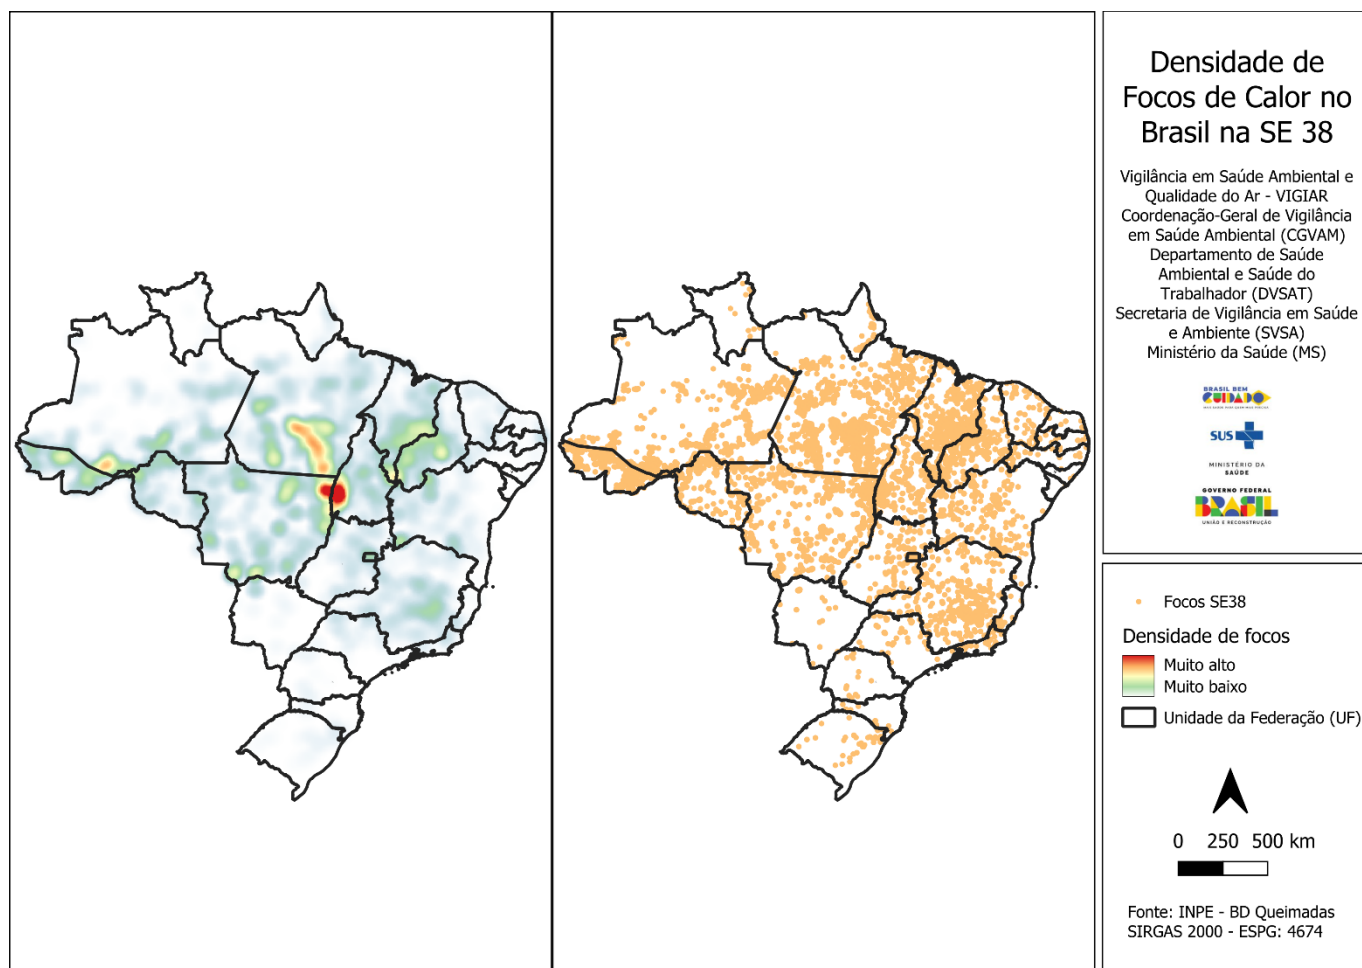 Densidade de
Focos de Calor no
Brasil na SE 38
Vigilância em Saúde Ambiental e
Qualidade do Ar - VIGIAR
Coordenação-Geral de Vigilância
em Saúde Ambiental (CGVAM)
Departamento de Saúde
Ambiental e Saúde do
Trabalhador (DVSAT)
Secretaria de Vigilância em Saúde
e Ambiente (SVSA)
Ministério da Saúde (MS)
BRASIL BEM
CUIDADO
SUS
MINISTÉRIO DA
SAÚDE
GOVERNO FEDERAL
BRASIL
UNIÃO E RECONSTRUÇÃO
Focos SE38
Densidade de focos
Muito alto
Muito baixo
Unidade da Federação (UF)
0 250 500 km
Fonte: INPE - BD Queimadas
SIRGAS 2000 - ESPG: 4674